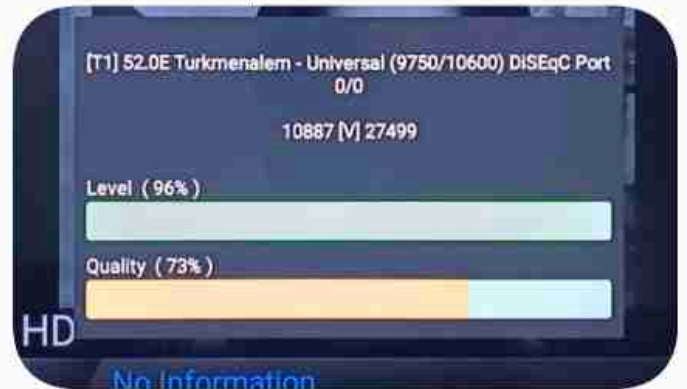 [T1] 52.0E Turkmenalem - Universal (9750/10600) DiSEqC Port
0/0
10887 [V] 27499
Level ( 96% )
Quality ( 73% )
HD
No Information